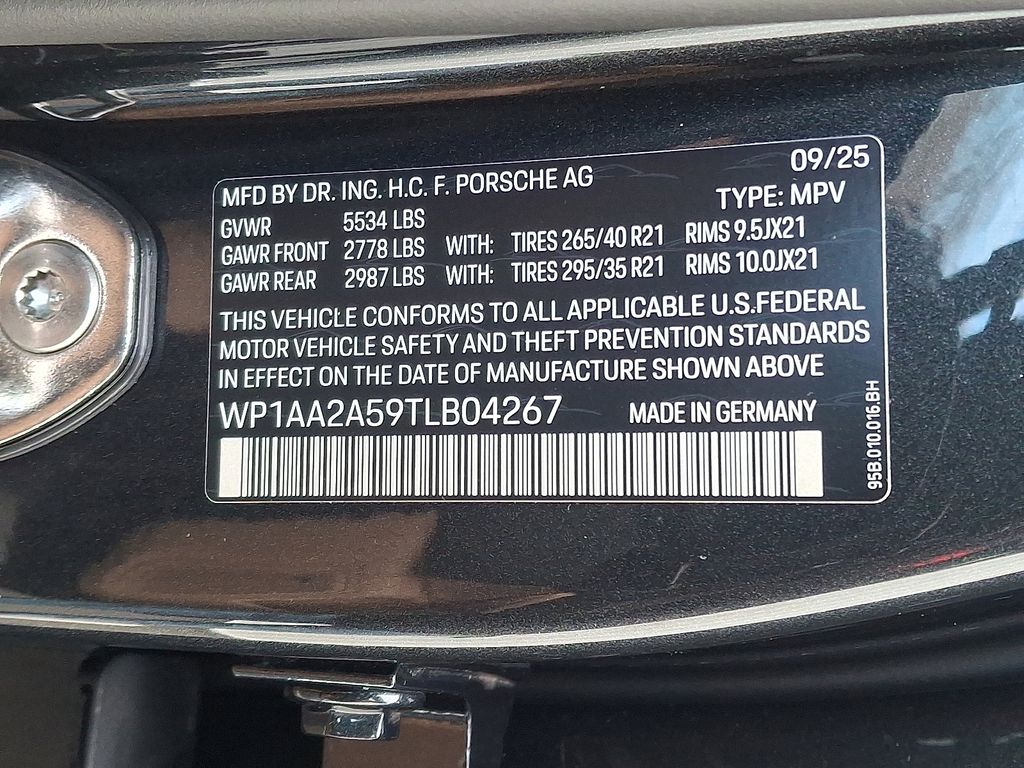 09/25
MFD BY DR. ING. H.C. F. PORSCHE AG
TYPE: MPV
GVWR 5534 LBS
GAWR FRONT 2778 LBS WITH: TIRES 265/40 R21 RIMS 9.5JX21
GAWR REAR 2987 LBS WITH: TIRES 295/35 R21 RIMS 10.0JX21
THIS VEHICLE CONFORMS TO ALL APPLICABLE U.S.FEDERAL
MOTOR VEHICLE SAFETY AND THEFT PREVENTION STANDARDS
IN EFFECT ON THE DATE OF MANUFACTURE SHOWN ABOVE
WP1AA2A59TLB04267 MADE IN GERMANY
95B.010.016.BH